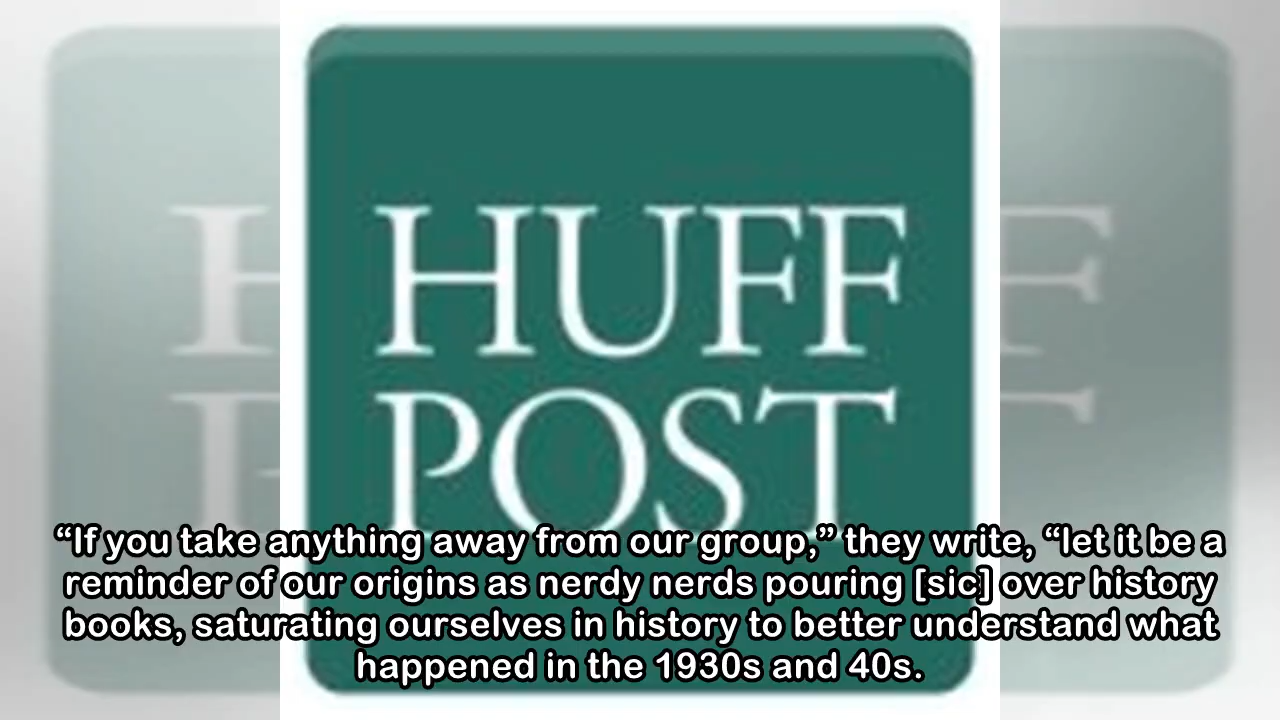 HUFF
POST
“If you take anything away from our group,” they write, “let it be a
reminder of our origins as nerdy nerds pouring [sic] over history
books, saturating ourselves in history to better understand what
happened in the 1930s and 40s.